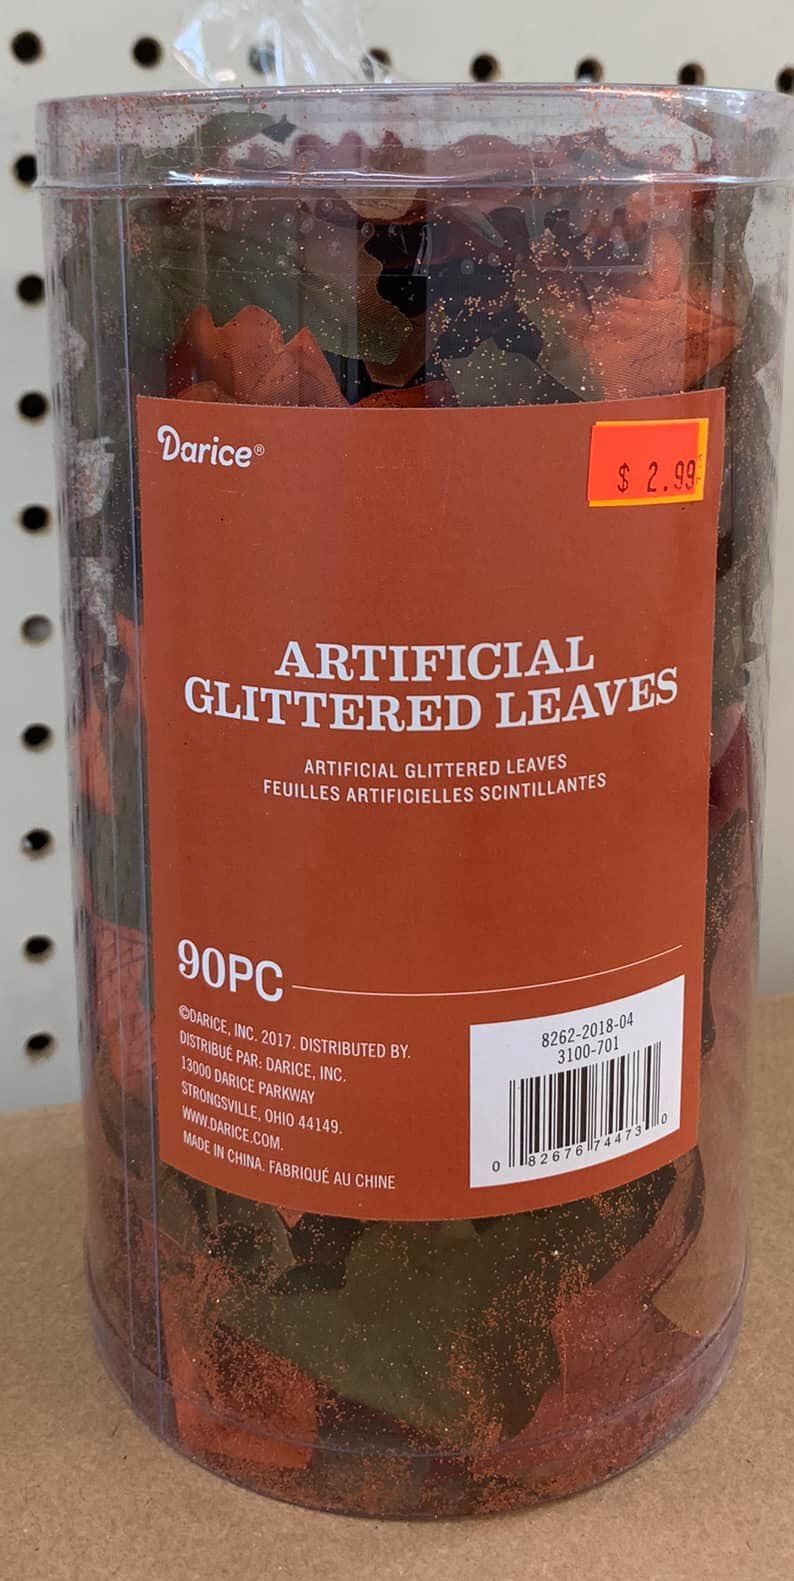 Darice®
$ 2.99
ARTIFICIAL
GLITTERED LEAVES
ARTIFICIAL GLITTERED LEAVES
FEUILLES ARTIFICIELLES SCINTILLANTES
90PC
©DARICE, INC. 2017. DISTRIBUTED BY.
DISTRIBUÉ PAR: DARICE, INC.
13000 DARICE PARKWAY
STRONGSVILLE, OHIO 44149.
WWW.DARICE.COM.
MADE IN CHINA. FABRIQUÉ AU CHINE
8262-2018-04
3100-701
0 82676 74473 0